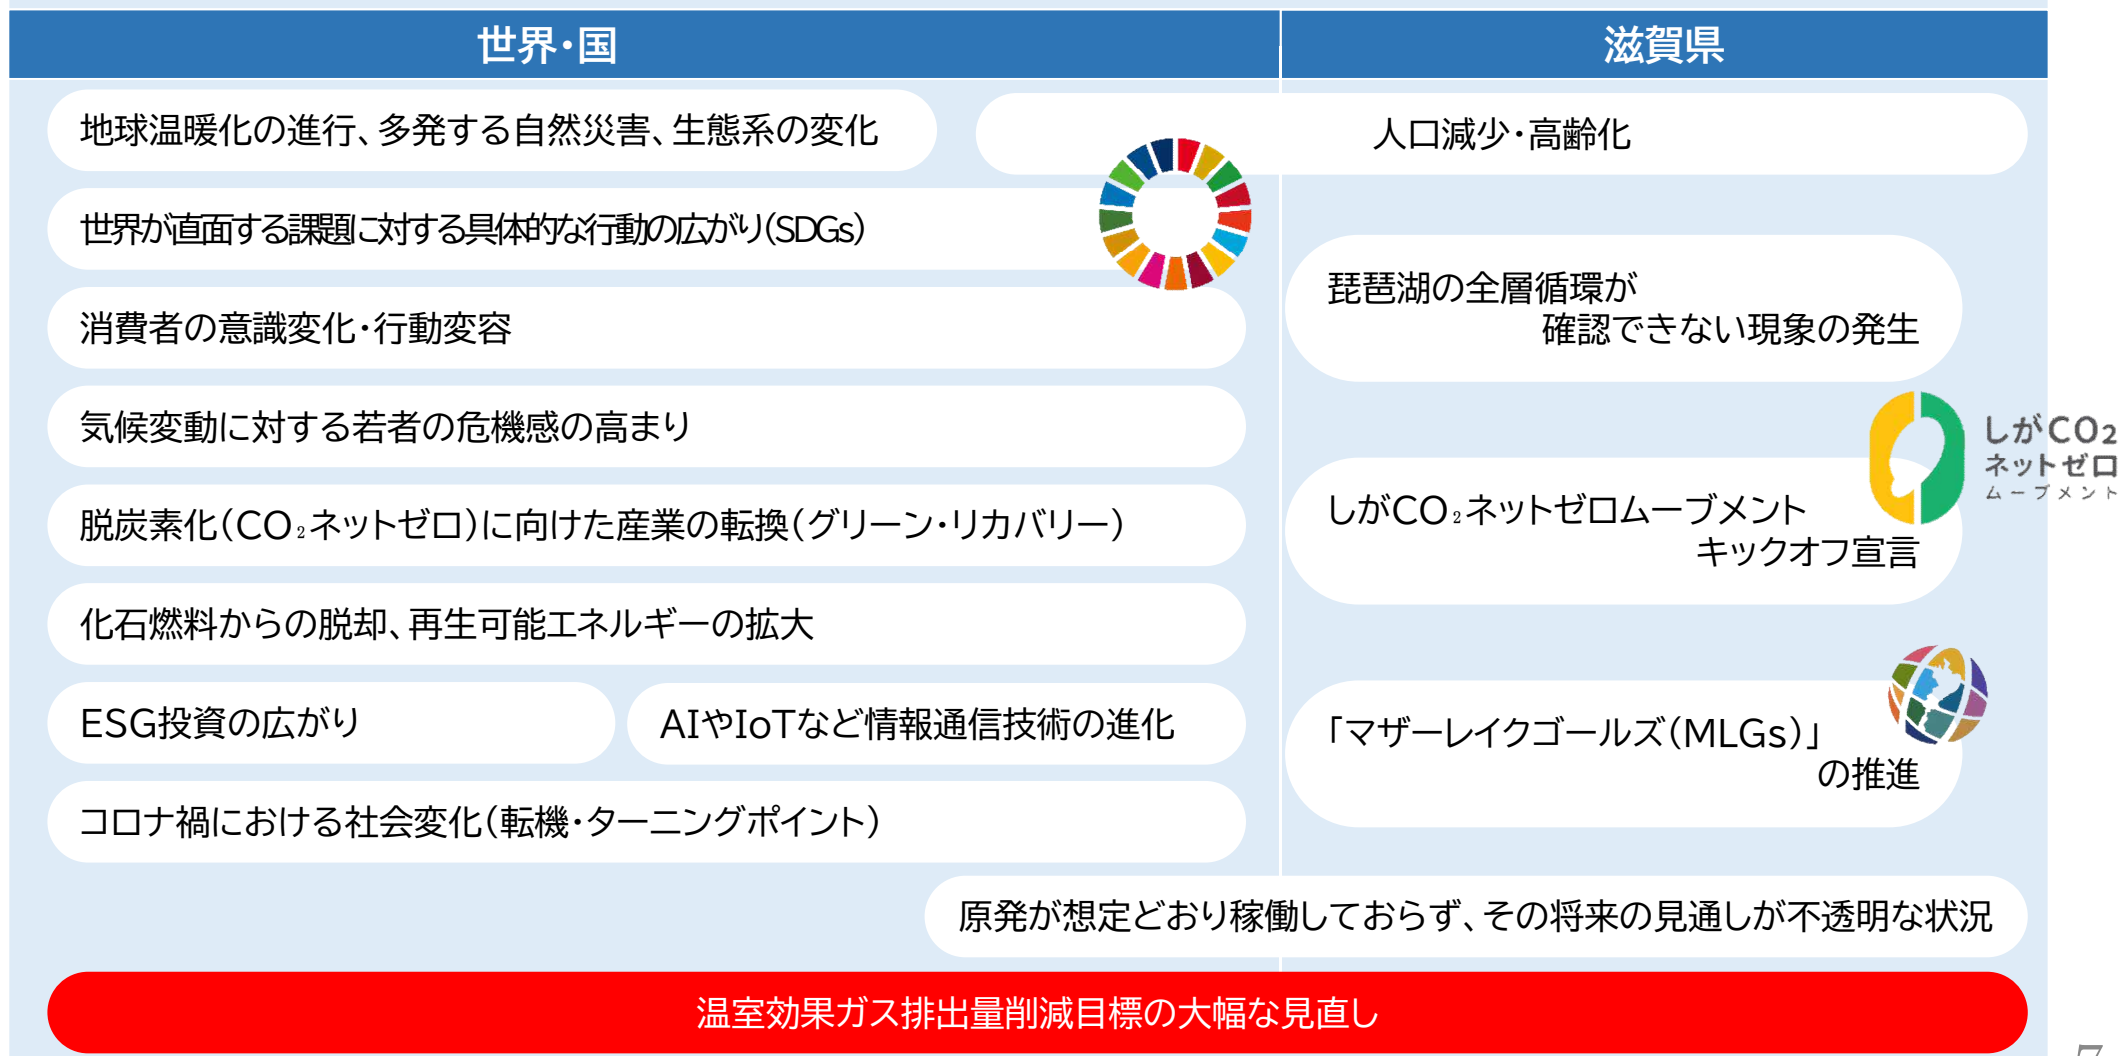 世界・国
滋賀県
地球温暖化の進行、多発する自然災害、生態系の変化
人口減少・高齢化
世界が直面する課題に対する具体的な行動の広がり(SDGs)
消費者の意識変化・行動変容
気候変動に対する若者の危機感の高まり
脱炭素化(CO₂ネットゼロ)に向けた産業の転換(グリーン・リカバリー)
化石燃料からの脱却、再生可能エネルギーの拡大
ESG投資の広がり
AIやIoTなど情報通信技術の進化
コロナ禍における社会変化(転機・ターニングポイント)
琵琶湖の全層循環が
確認できない現象の発生
しがCO₂
ネットゼロ
ムーブメント
しがCO₂ネットゼロムーブメント
キックオフ宣言
「マザーレイクゴールズ(MLGs)」
の推進
原発が想定どおり稼働しておらず、その将来の見通しが不透明な状況
温室効果ガス排出量削減目標の大幅な見直し